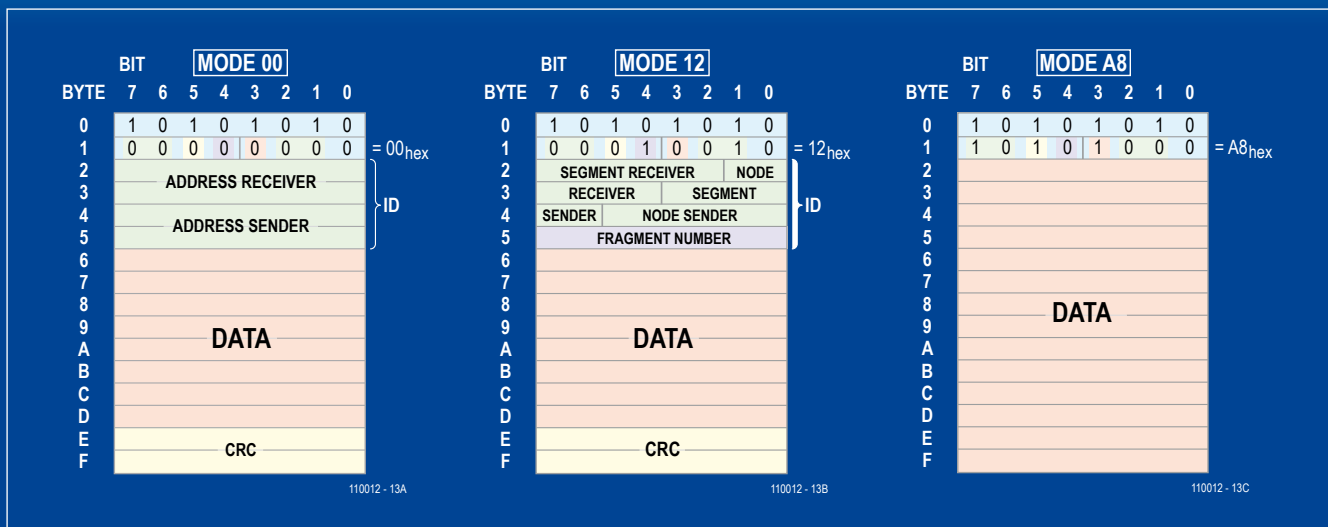 BIT MODE 00
BYTE 7 6 5 4 3 2 1 0
0 1 0 1 0 1 0 1 0
1 0 0 0 0 0 0 0 0 = 00hex
2
ADDRESS RECEIVER
3
4
ADDRESS SENDER
5
ID
6
7
8
9
DATA
A
B
C
D
E
CRC
F
110012 - 13A
BIT MODE 12
BYTE 7 6 5 4 3 2 1 0
0 1 0 1 0 1 0 1 0
1 0 0 0 1 0 0 1 0 = 12hex
2 SEGMENT RECEIVER NODE
3 RECEIVER SEGMENT
4 SENDER NODE SENDER
5 FRAGMENT NUMBER
ID
6
7
8
9
DATA
A
B
C
D
E
CRC
F
110012 - 13B
BIT MODE A8
BYTE 7 6 5 4 3 2 1 0
0 1 0 1 0 1 0 1 0
1 1 0 1 0 1 0 0 0 = A8hex
2
3
4
5
6
7
8
DATA
9
A
B
C
D
E
F
110012 - 13C